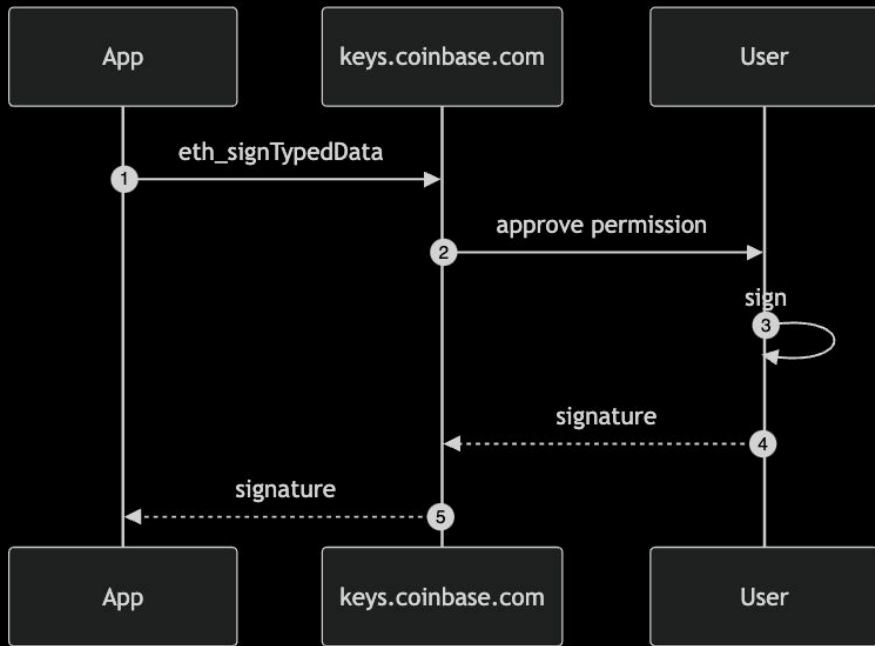 App
keys.coinbase.com
User
eth_signTypedData
1
approve permission
2
sign
3
signature
4
signature
5
App
keys.coinbase.com
User